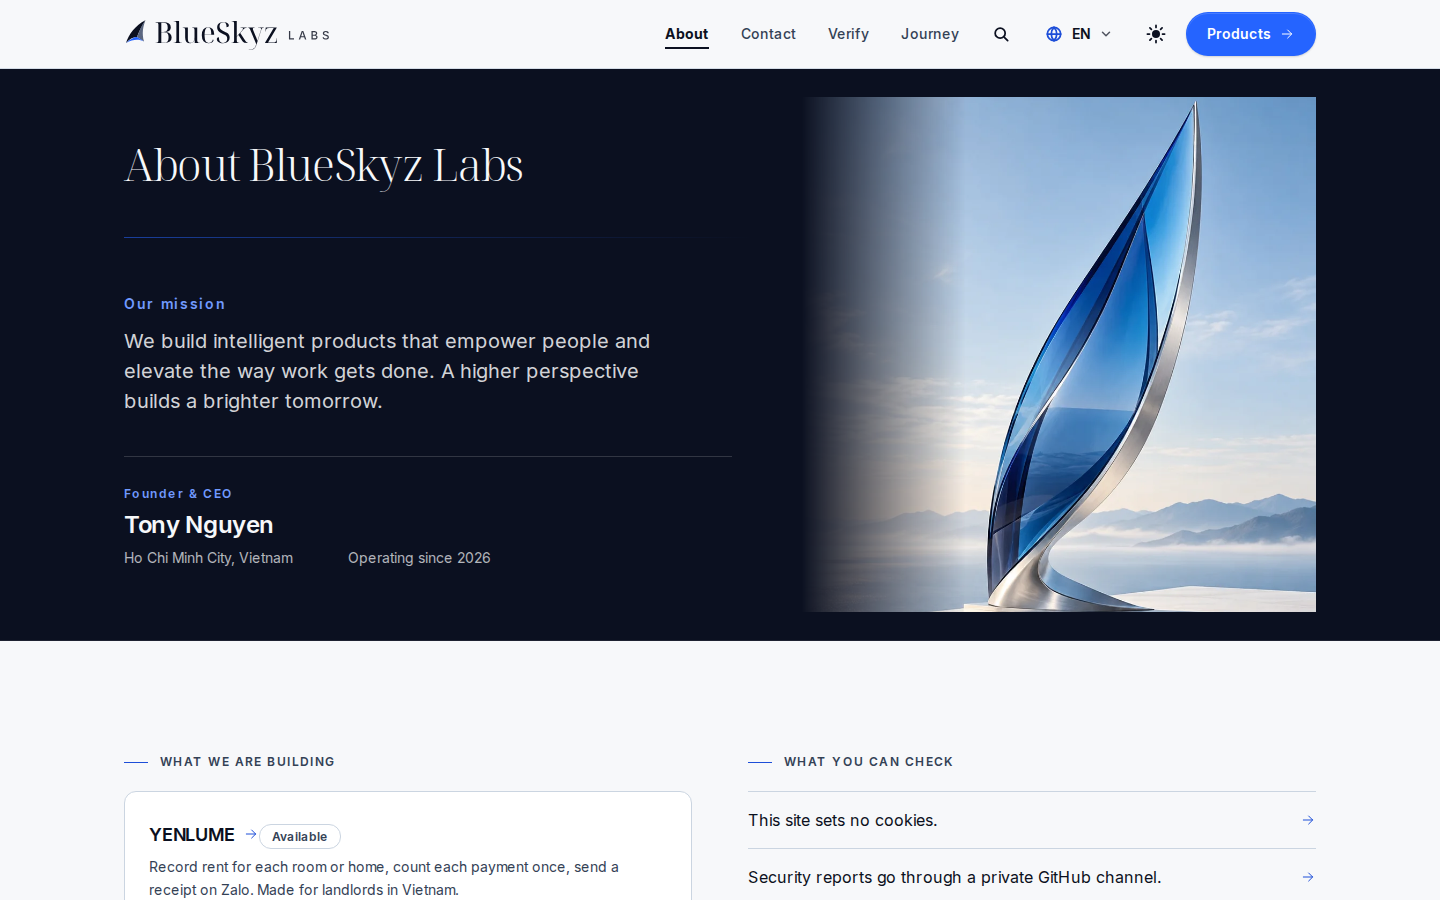 BlueSkyz LABS
About
Contact
Verify
Journey
EN
Products
About BlueSkyz Labs
Our mission
We build intelligent products that empower people and
elevate the way work gets done. A higher perspective
builds a brighter tomorrow.
Founder & CEO
Tony Nguyen
Ho Chi Minh City, Vietnam
Operating since 2026
WHAT WE ARE BUILDING
YENLUME
Available
Record rent for each room or home, count each payment once, send a
receipt on Zalo. Made for landlords in Vietnam.
WHAT YOU CAN CHECK
This site sets no cookies.
Security reports go through a private GitHub channel.